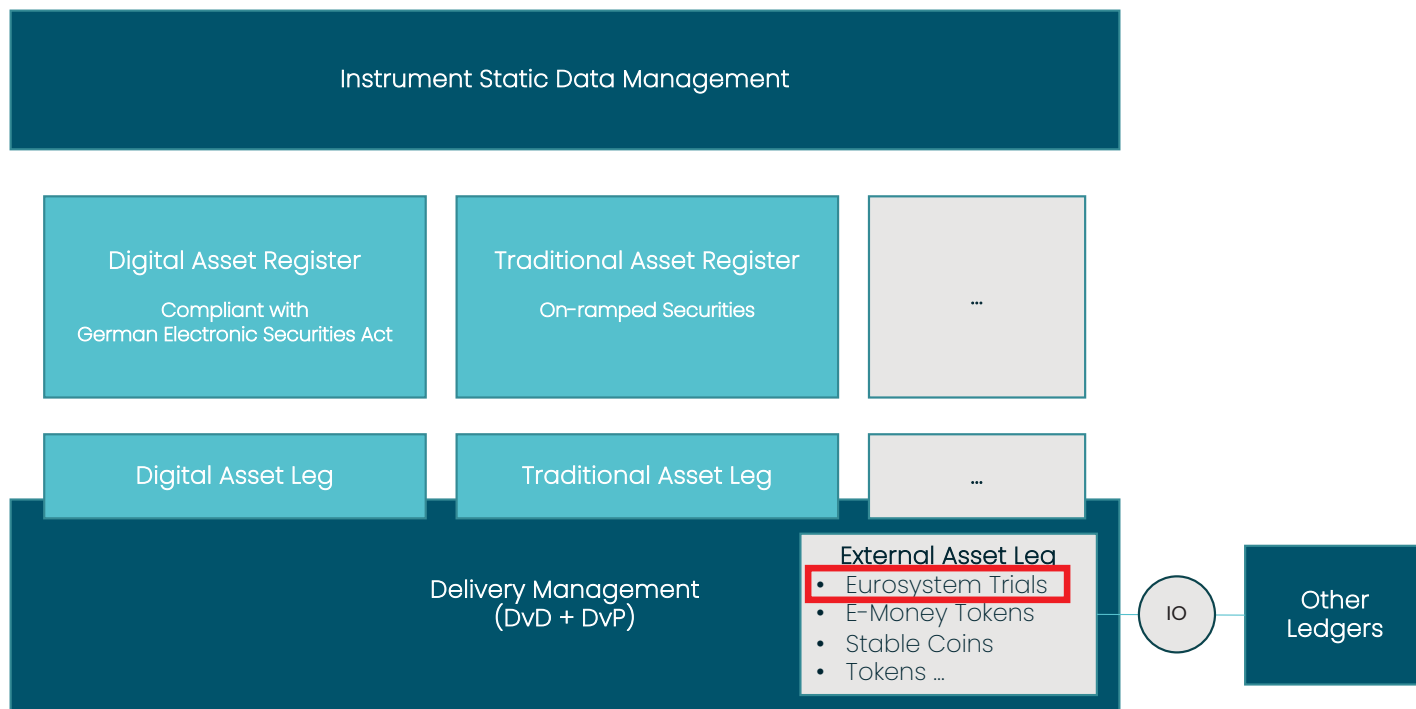 Instrument Static Data Management
Digital Asset Register
Compliant with
German Electronic Securities Act
Traditional Asset Register
On-ramped Securities
...
Digital Asset Leg
Traditional Asset Leg
...
Delivery Management
(DvD + DvP)
External Asset Leg
• Eurosystem Trials
• E-Money Tokens
• Stable Coins
• Tokens ...
IO
Other
Ledgers